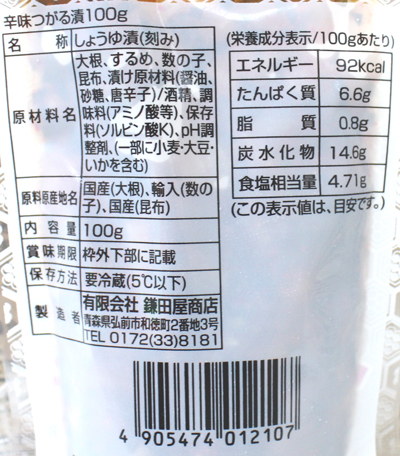 辛味つがる漬100g
名称 しょうゆ漬(刻み)
原材料名 大根、するめ、数の子、
昆布、漬け原材料(醤油、
砂糖、唐辛子)/酒精、調
味料(アミノ酸等)、保存
料(ソルビン酸K)、pH調
整剤、(一部に小麦・大豆・
いかを含む)
原料原産地名 国産(大根)、輸入(数の
子)、国産(昆布)
内容量 100g
賞味期限 枠外下部に記載
保存方法 要冷蔵(5℃以下)
製造者 有限会社 鎌田屋商店
青森県弘前市和徳町2番地3号
TEL 0172(33)8181
(栄養成分表示/100gあたり)
エネルギー 92kcal
たんぱく質 6.6g
脂質 0.8g
炭水化物 14.6g
食塩相当量 4.71g
(この表示値は、目安です。)
4 905474 012107